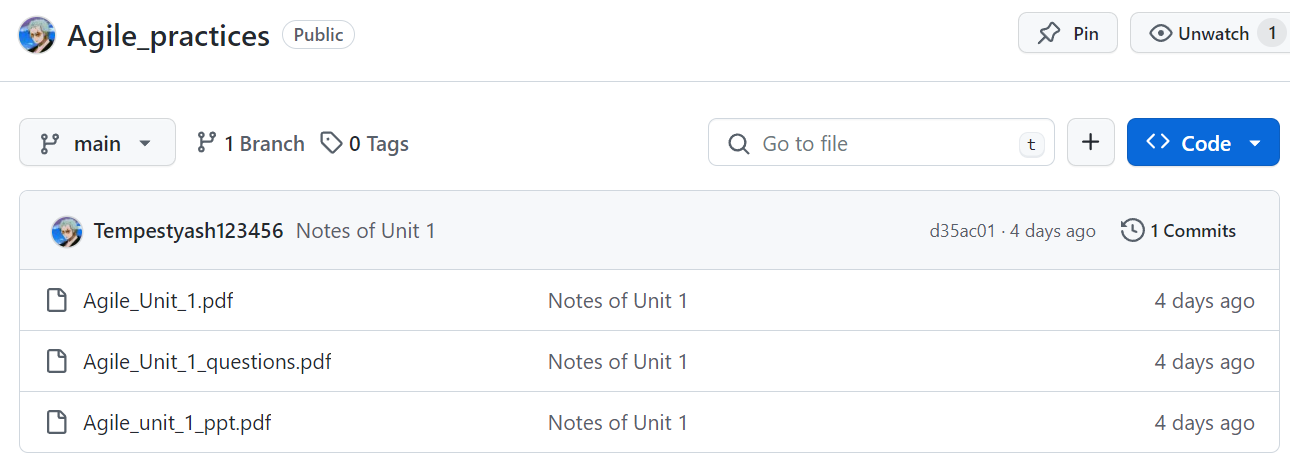 Agile_practices Public Pin Unwatch 1
main 1 Branch 0 Tags Go to file t + Code
Tempestyash123456 Notes of Unit 1 d35ac01 · 4 days ago 1 Commits
Agile_Unit_1.pdf Notes of Unit 1 4 days ago
Agile_Unit_1_questions.pdf Notes of Unit 1 4 days ago
Agile_unit_1_ppt.pdf Notes of Unit 1 4 days ago